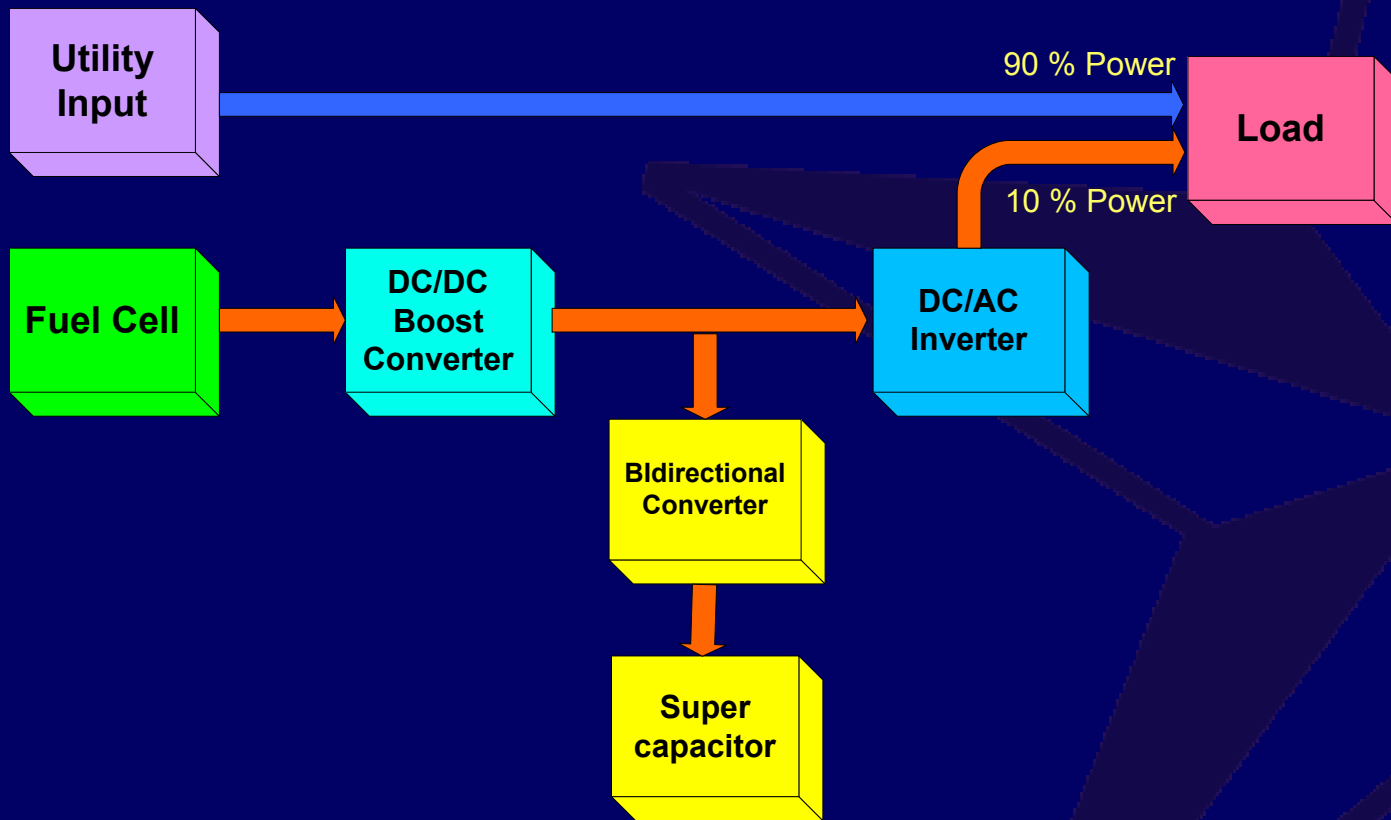 Utility
Input
90 % Power
Load
10 % Power
Fuel Cell
DC/DC
Boost
Converter
DC/AC
Inverter
BIdirectional
Converter
Super
capacitor